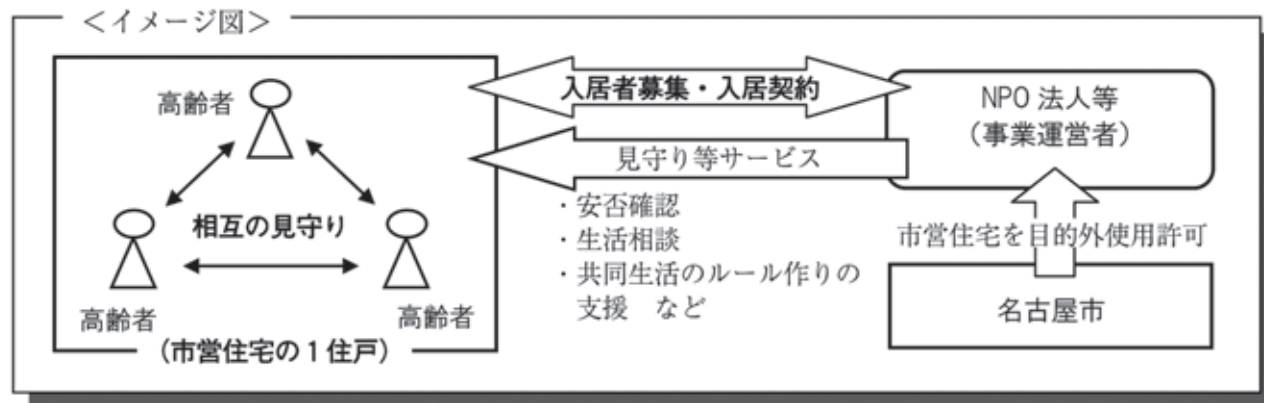 ＜イメージ図＞
高齢者
相互の見守り
高齢者
高齢者
（市営住宅の１住戸）
入居者募集・入居契約
見守り等サービス
・安否確認
・生活相談
・共同生活のルール作りの
支援　など
NPO 法人等
（事業運営者）
市営住宅を目的外使用許可
名古屋市